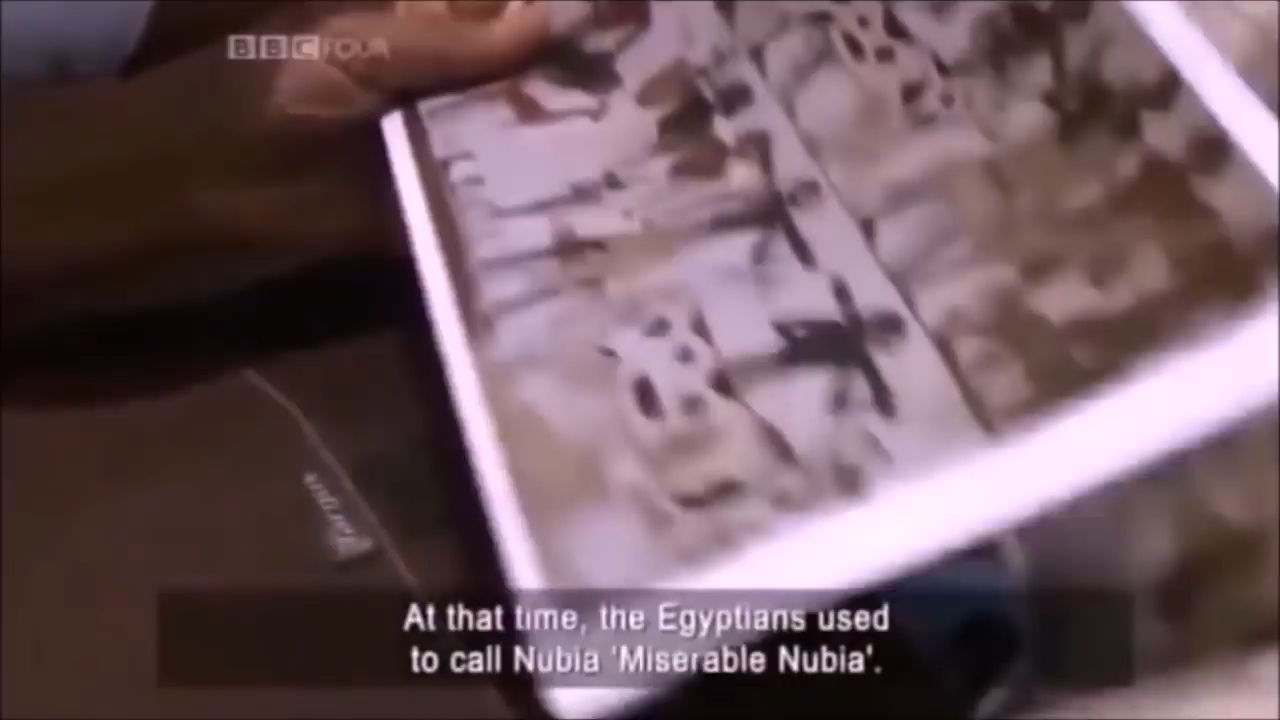 BBC FOUR
At that time, the Egyptians used
to call Nubia 'Miserable Nubia'.